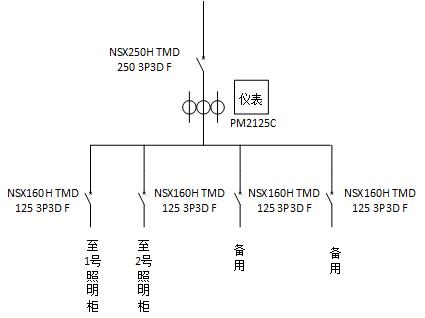 NSX250H TMD
250 3P3D F
仪表
PM2125C
NSX160H TMD
125 3P3D F
NSX160H TMD
125 3P3D F
NSX160H TMD
125 3P3D F
NSX160H TMD
125 3P3D F
至1号照明柜
至2号照明柜
备用
备用